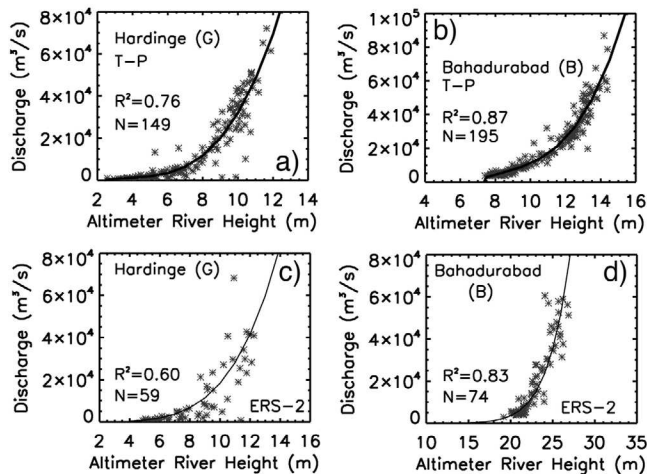 8×10⁴
6×10⁴
4×10⁴
2×10⁴
0
Discharge (m³/s)
Hardinge (G)
T-P
R²=0.76
N=149
a)
2 4 6 8 10 12 14
Altimeter River Height (m)
1×10⁵
8×10⁴
6×10⁴
4×10⁴
2×10⁴
0
Discharge (m³/s)
b)
Bahadurabad (B)
T-P
R²=0.87
N=195
4 6 8 10 12 14 16
Altimeter River Height (m)
8×10⁴
6×10⁴
4×10⁴
2×10⁴
0
Discharge (m³/s)
Hardinge (G)
c)
R²=0.60
N=59
ERS-2
2 4 6 8 10 12 14 16
Altimeter River Height (m)
8×10⁴
6×10⁴
4×10⁴
2×10⁴
0
Discharge (m³/s)
Bahadurabad
(B)
d)
R²=0.83
N=74
ERS-2
10 15 20 25 30 35
Altimeter River Height (m)